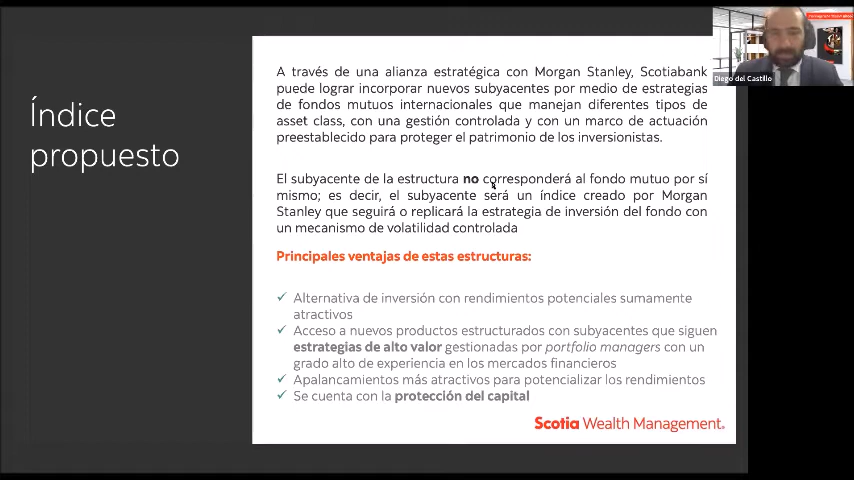 Índice
propuesto
A través de una alianza estratégica con Morgan Stanley, Scotiabank
puede lograr incorporar nuevos subyacentes por medio de estrategias
de fondos mutuos internacionales que manejan diferentes tipos de
asset class, con una gestión controlada y con un marco de actuación
preestablecido para proteger el patrimonio de los inversionistas.
El subyacente de la estructura no corresponderá al fondo mutuo por sí
mismo; es decir, el subyacente será un índice creado por Morgan
Stanley que seguirá o replicará la estrategia de inversión del fondo con
un mecanismo de volatilidad controlada
Principales ventajas de estas estructuras:
Alternativa de inversión con rendimientos potenciales sumamente
atractivos
Acceso a nuevos productos estructurados con subyacentes que siguen
estrategias de alto valor gestionadas por portfolio managers con un
grado alto de experiencia en los mercados financieros
Apalancamientos más atractivos para potencializar los rendimientos
Se cuenta con la protección del capital
Scotia Wealth Management.
Diego del Castillo